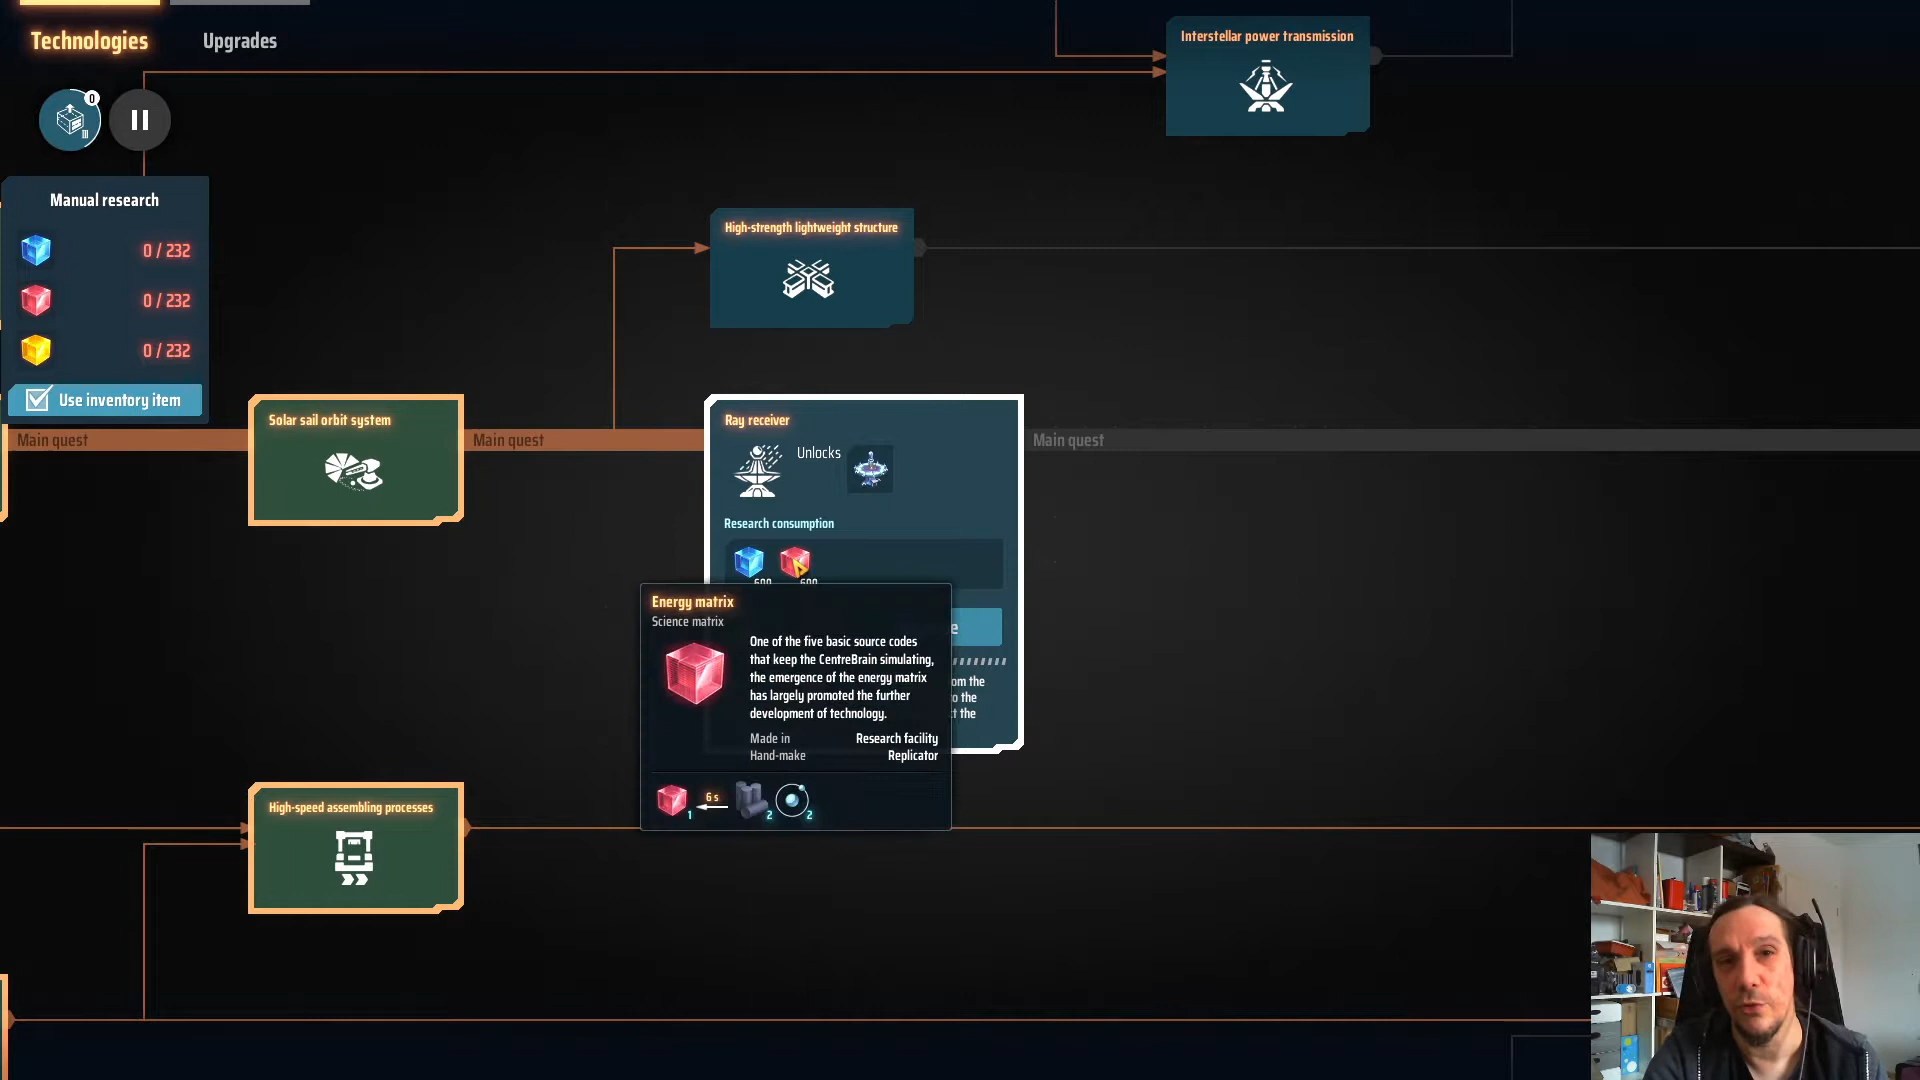 Technologies
Upgrades
Interstellar power transmission
0
Manual research
0 / 232
0 / 232
0 / 232
Use inventory item
High-strength lightweight structure
Main quest
Solar sail orbit system
Main quest
Ray receiver
Unlocks
Main quest
Research consumption
600
600
Energy matrix
Science matrix
One of the five basic source codes
that keep the CentreBrain simulating,
the emergence of the energy matrix
has largely promoted the further
development of technology.
Made in
Research facility
Hand-make
Replicator
1
6 s
2
2
High-speed assembling processes